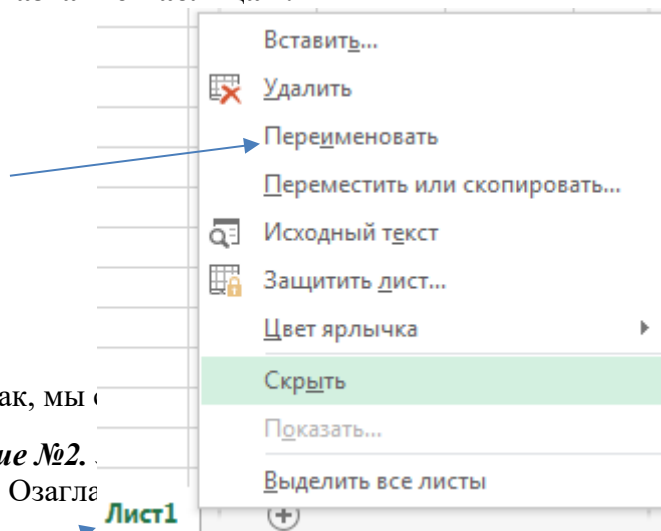 Вставить...
Удалить
Переименовать
Переместить или скопировать...
Исходный текст
Защитить лист...
Цвет ярлычка
ак, мы
Скрыть
Показать...
ие №2.
Выделить все листы
Озагла
Лист1